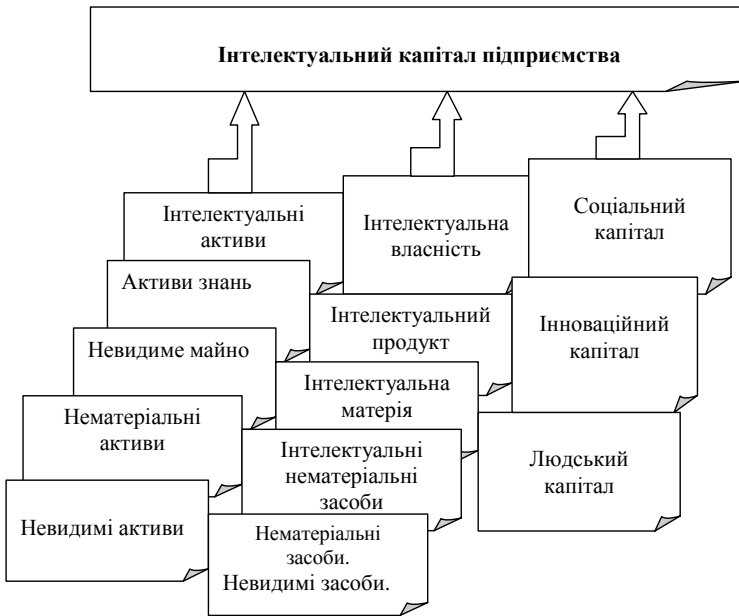 Інтелектуальний капітал підприємства
Інтелектуальні
активи
Активи знань
Невидиме майно
Нематеріальні
активи
Невидимі активи
Інтелектуальна
власність
Інтелектуальний
продукт
Інтелектуальна
матерія
Інтелектуальні
нематеріальні
засоби
Нематеріальні
засоби.
Невидимі засоби.
Соціальний
капітал
Інноваційний
капітал
Людський
капітал